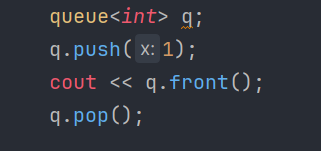 queue<int> q;
q.push( x: 1);
cout << q.front();
q.pop();